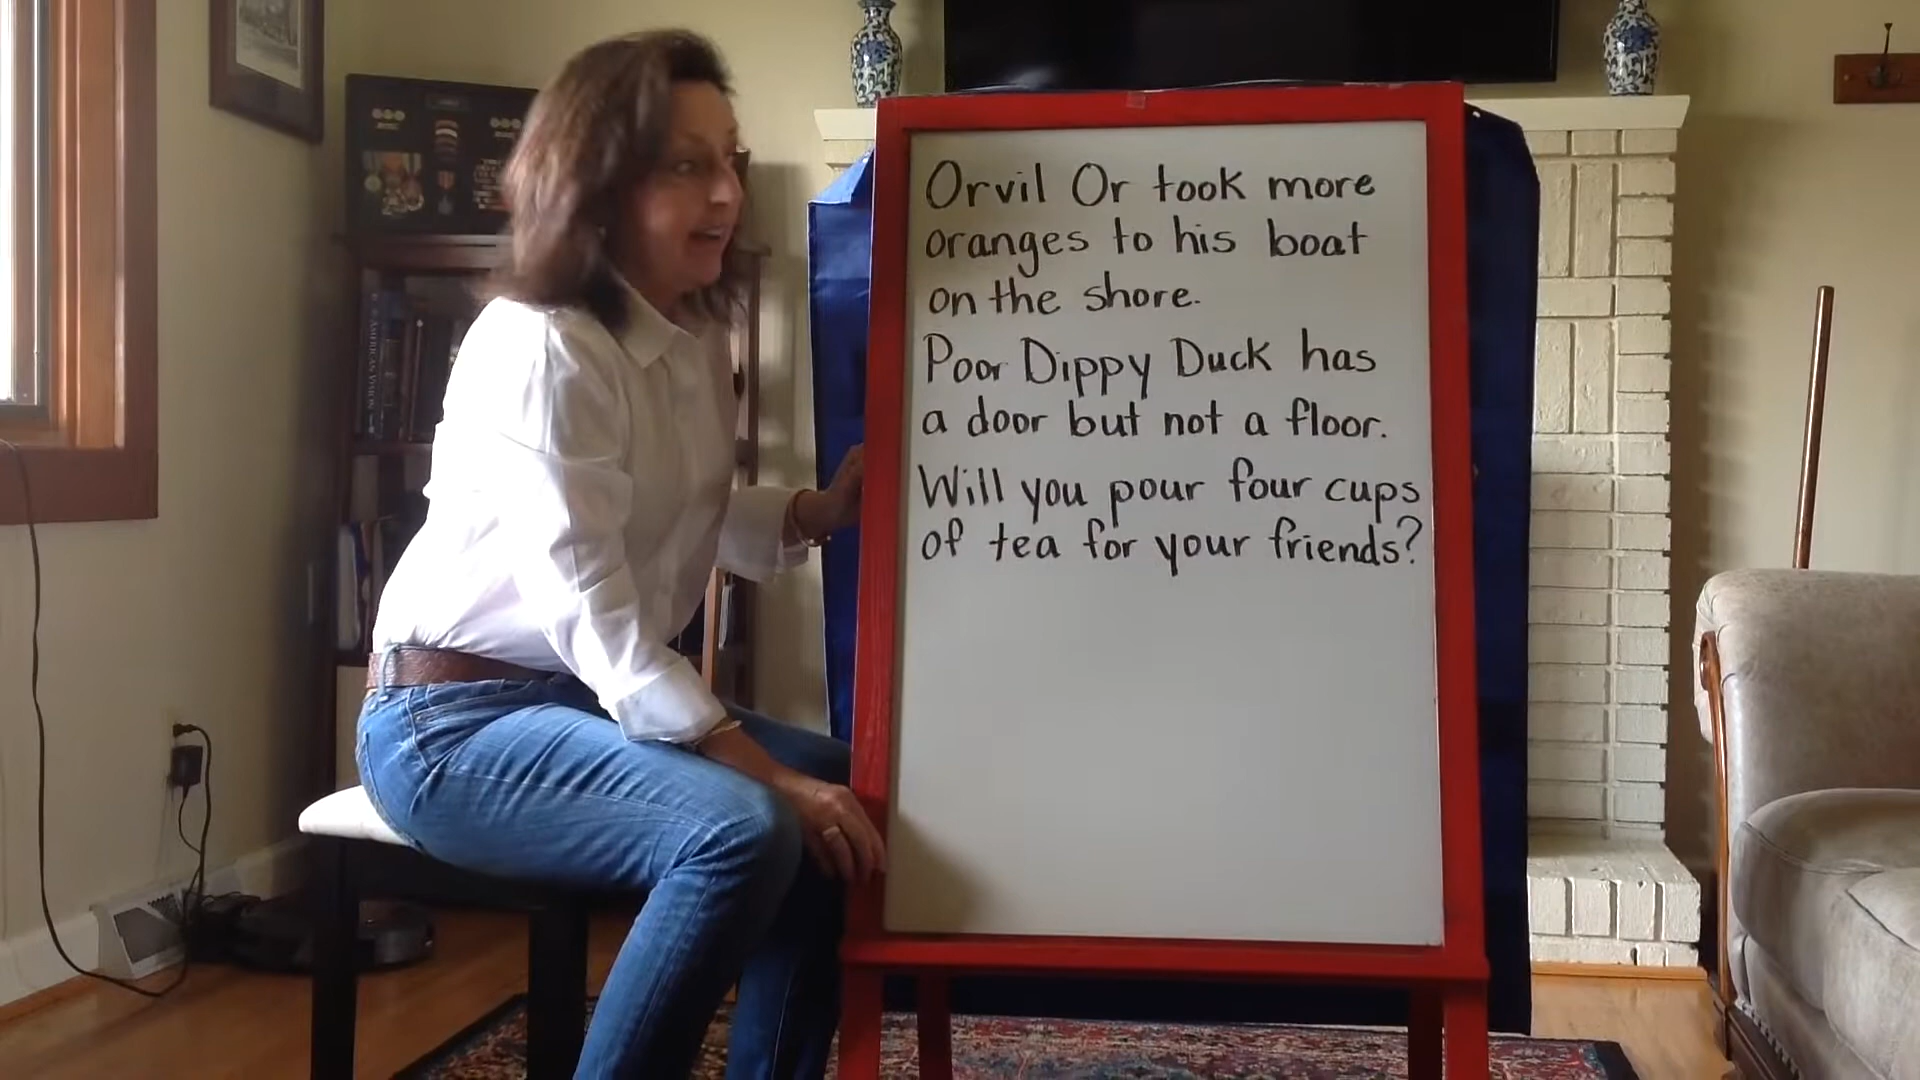 Orvil Or took more
oranges to his boat
on the shore.
Poor Dippy Duck has
a door but not a floor.
Will you pour four cups
of tea for your friends?